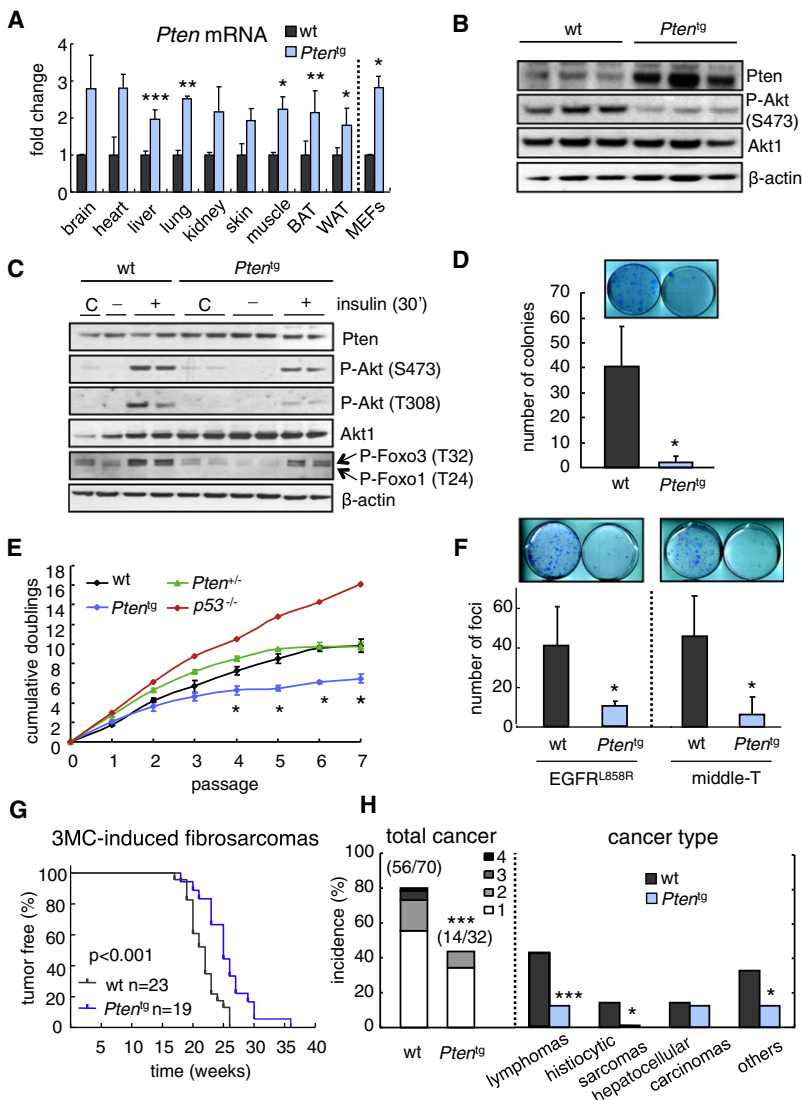 A
Pten mRNA
wt
Pten^tg
fold change
4
3
2
1
0
***
**
*
**
*
*
brain
heart
liver
lung
kidney
skin
muscle
BAT
WAT
MEFs
B
wt
Pten^tg
Pten
P-Akt
(S473)
Akt1
β-actin
C
wt
Pten^tg
C – + C – + insulin (30')
Pten
P-Akt (S473)
P-Akt (T308)
Akt1
P-Foxo3 (T32)
P-Foxo1 (T24)
β-actin
D
number of colonies
70
60
50
40
30
20
10
0
*
wt
Pten^tg
E
cumulative doublings
18
16
14
12
10
8
6
4
2
0
wt
Pten^+/-
Pten^tg
p53^-/-
* * * *
0 1 2 3 4 5 6 7
passage
F
number of foci
60
40
20
0
*
*
wt Pten^tg wt Pten^tg
EGFR^L858R
middle-T
G
3MC-induced fibrosarcomas
tumor free (%)
100
80
60
40
20
0
p<0.001
wt n=23
Pten^tg n=19
5 10 15 20 25 30 35 40
time (weeks)
H
total cancer
cancer type
incidence (%)
100
80
60
40
20
0
(56/70)
***
(14/32)
4
3
2
1
wt
Pten^tg
wt
Pten^tg
***
*
*
lymphomas
histiocytic
sarcomas
hepatocellular
carcinomas
others